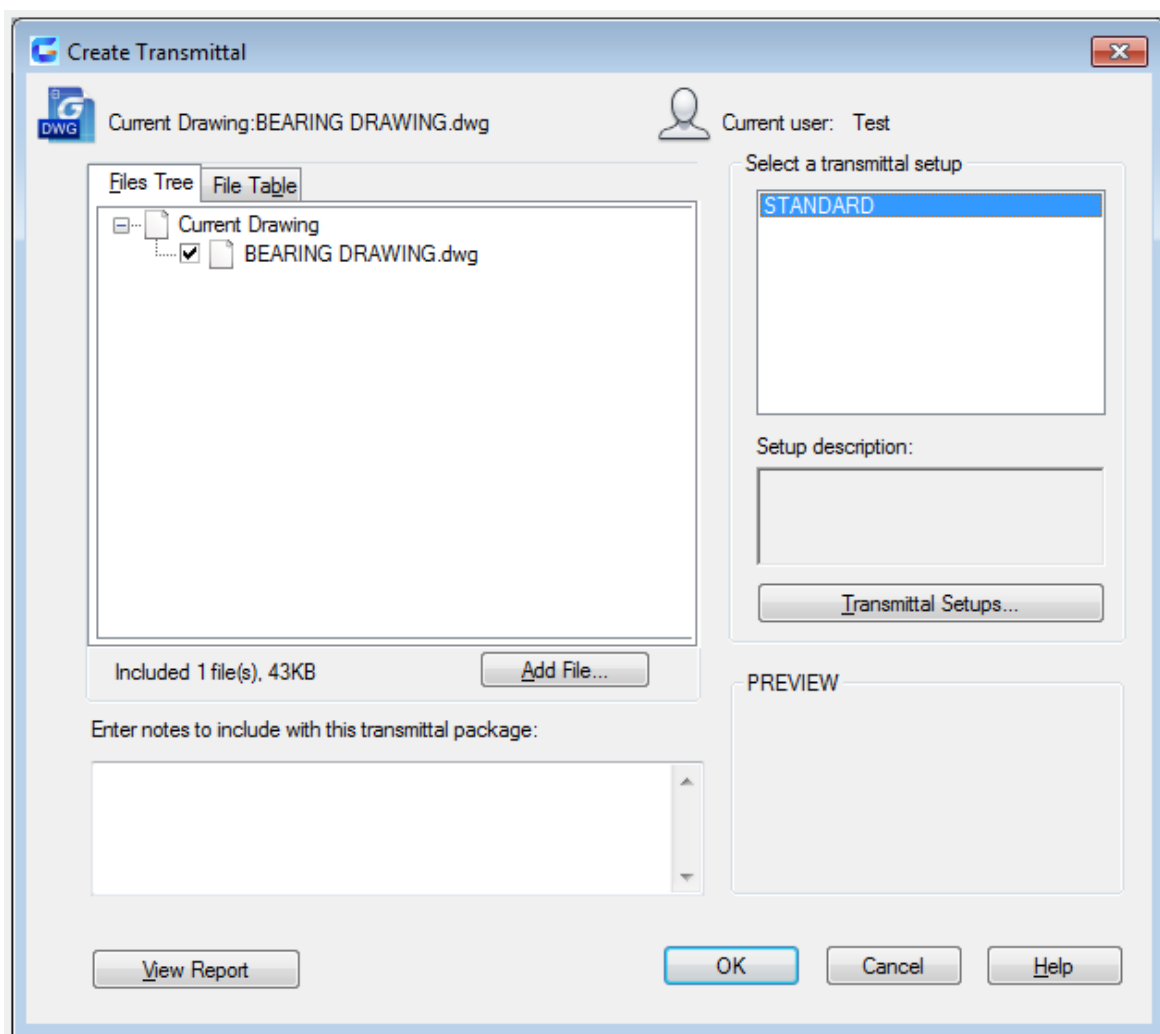 Create Transmittal
G
DWG
Current Drawing:BEARING DRAWING.dwg
Current user: Test
Files Tree
File Table
Current Drawing
BEARING DRAWING.dwg
Included 1 file(s), 43KB
Add File...
Enter notes to include with this transmittal package:
Select a transmittal setup
STANDARD
Setup description:
Transmittal Setups...
PREVIEW
View Report
OK
Cancel
Help